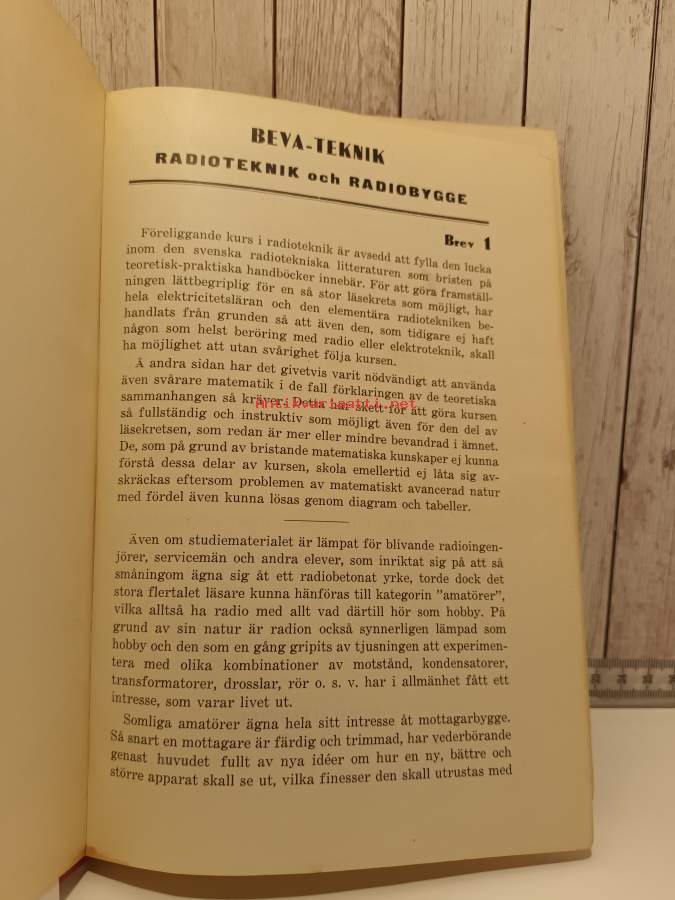 BEVA-TEKNIK
RADIOTEKNIK och RADIOBYGGE
Brev 1
Föreliggande kurs i radioteknik är avsedd att fylla den lucka
inom den svenska radiotekniska litteraturen som bristen på
teoretisk-praktiska handböcker innebär. För att göra framställ-
ningen lättbegriplig för en så stor läsekrets som möjligt, har
hela elektricitetsläran och den elementära radiotekniken be-
handlats från grunden så att även den, som tidigare ej haft
någon som helst beröring med radio eller elektroteknik, skall
ha möjlighet att utan svårighet följa kursen.
Å andra sidan har det givetvis varit nödvändigt att använda
även svårare matematik i de fall förklaringen av de teoretiska
sammanhangen så kräver. Detta har skett för att göra kursen
Antikvariaatti.net
så fullständig och instruktiv som möjligt även för den del av
läsekretsen, som redan är mer eller mindre bevandrad i ämnet.
De, som på grund av bristande matematiska kunskaper ej kunna
förstå dessa delar av kursen, skola emellertid ej låta sig av-
skräckas eftersom problemen av matematiskt avancerad natur
med fördel även kunna lösas genom diagram och tabeller.
Även om studiematerialet är lämpat för blivande radioingen-
jörer, servicemän och andra elever, som inriktat sig på att så
småningom ägna sig åt ett radiobetonat yrke, torde dock det
stora flertalet läsare kunna hänföras till kategorin ”amatörer”,
vilka alltså ha radio med allt vad därtill hör som hobby. På
grund av sin natur är radion också synnerligen lämpad som
hobby och den som en gång gripits av tjusningen att experimen-
tera med olika kombinationer av motstånd, kondensatorer,
transformatorer, drosslar, rör o. s. v. har i allmänhet fått ett
intresse, som varar livet ut.
Somliga amatörer ägna hela sitt intresse åt mottagarbygge.
Så snart en mottagare är färdig och trimmad, har vederbörande
genast huvudet fullt av nya idéer om hur en ny, bättre och
större apparat skall se ut, vilka finesser den skall utrustas med